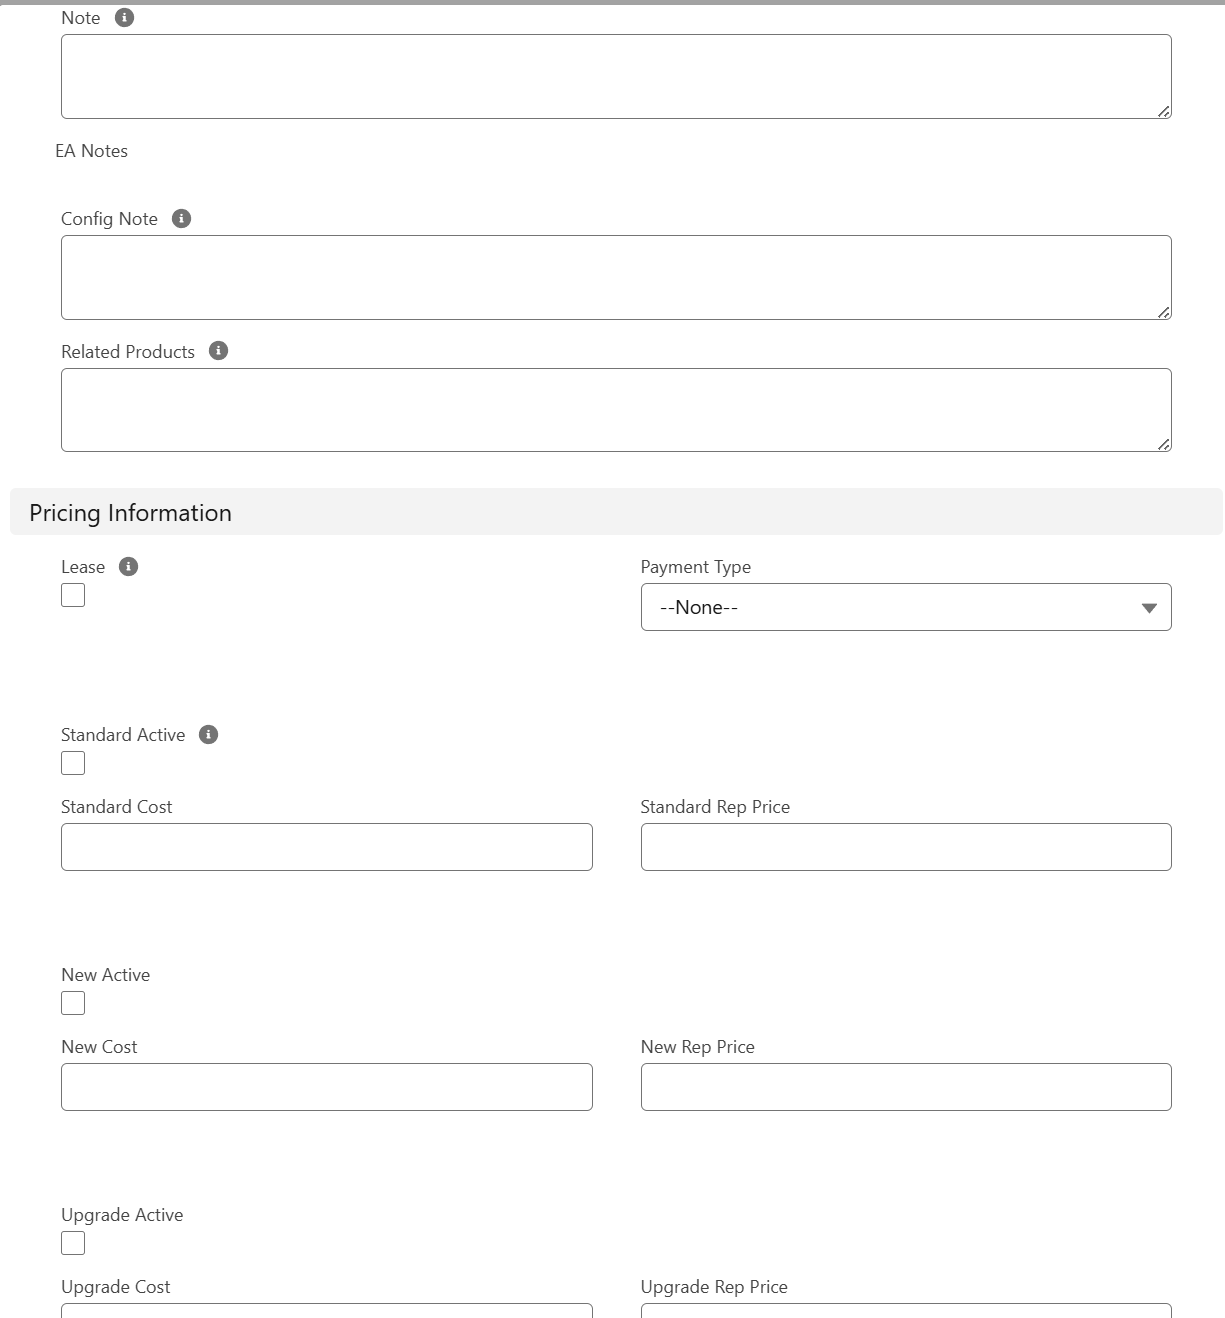 Note
EA Notes
Config Note
Related Products
Pricing Information
Lease
Payment Type
--None--
Standard Active
Standard Cost
Standard Rep Price
New Active
New Cost
New Rep Price
Upgrade Active
Upgrade Cost
Upgrade Rep Price